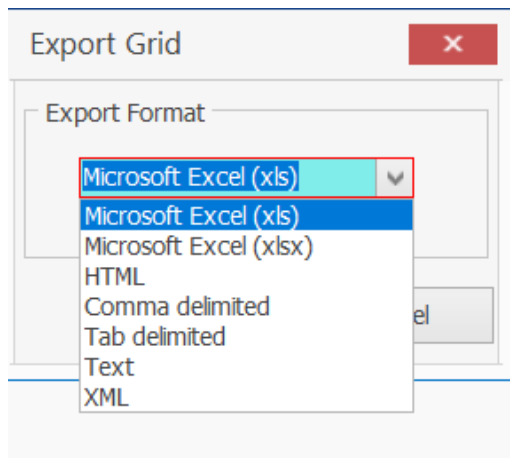 Export Grid
Export Format
Microsoft Excel (xls)
Microsoft Excel (xls)
Microsoft Excel (xlsx)
HTML
Comma delimited
el
Tab delimited
Text
XML